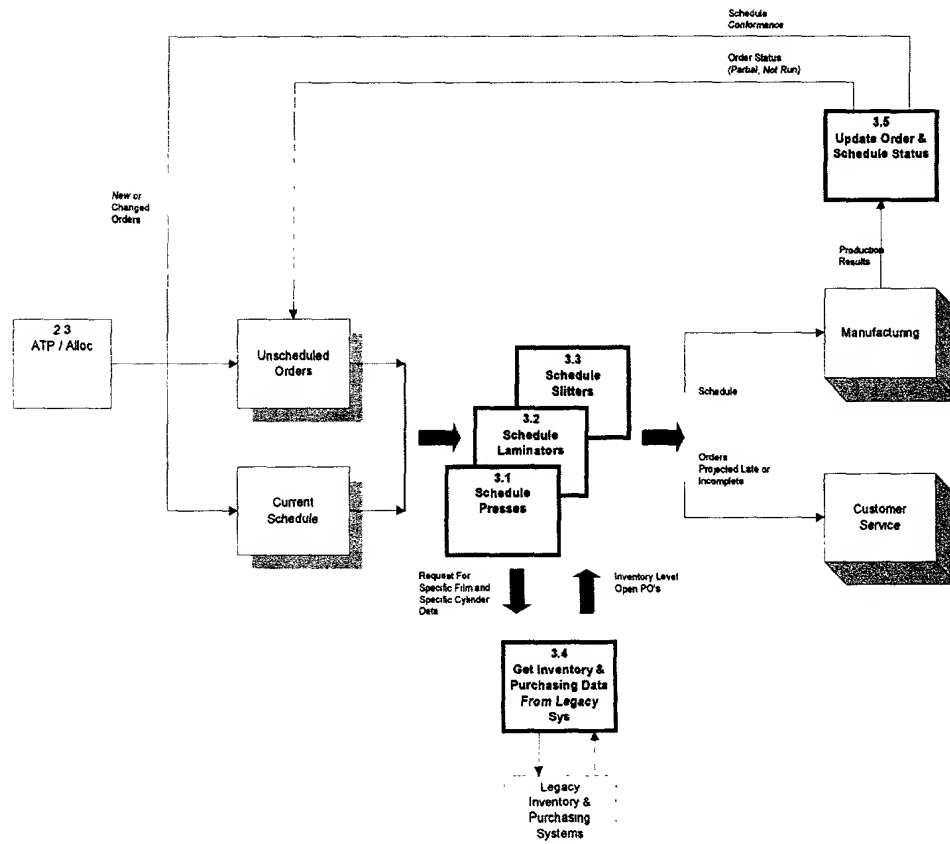 Schedule
Conformance
Order Status
(Partial, Not Run)
3.5
Update Order &
Schedule Status
New or
Changed
Orders
Production
Results
2 3
ATP / Alloc
Unscheduled
Orders
Manufacturing
3.3
Schedule
Slitters
Schedule
3.2
Schedule
Laminators
Orders
Projected Late or
Incomplete
3.1
Schedule
Presses
Current
Schedule
Customer
Service
Request For
Specific Film and
Specific Cylinder
Data
Inventory Level
Open PO's
3.4
Get Inventory &
Purchasing Data
From Legacy
Sys
Legacy
Inventory &
Purchasing
Systems